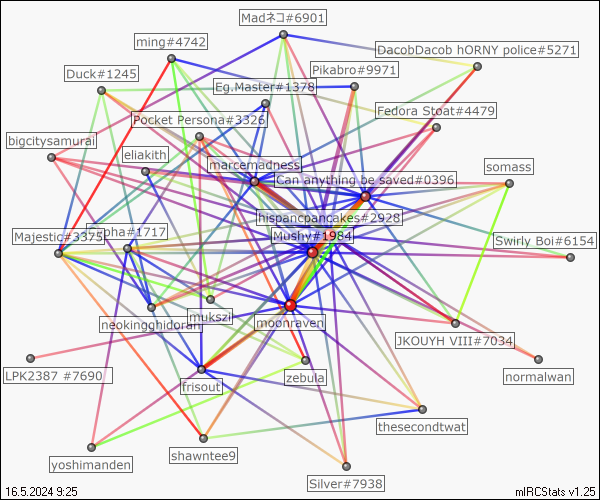 Madネコ#6901
ming#4742
DacobDacob hORNY police#5271
Duck#1245
Pikabro#9971
Eg.Master#1378
Fedora Stoat#4479
Pocket Persona#3326
bigcitysamurai
eliakith
marcemadness
somass
Can anything be saved#0396
hispancpancakes#2928
Majestic#3375
#1717
Mushy#1984
Swirly Boi#6154
neokingghidorah
mukszi
moonraven
JKOUYH VIII#7034
LPK2387 #7690
frisout
zebula
normalwan
thesecondtwat
yoshimanden
shawntee9
Silver#7938
16.5.2024 9:25
mIRCStats v1.25